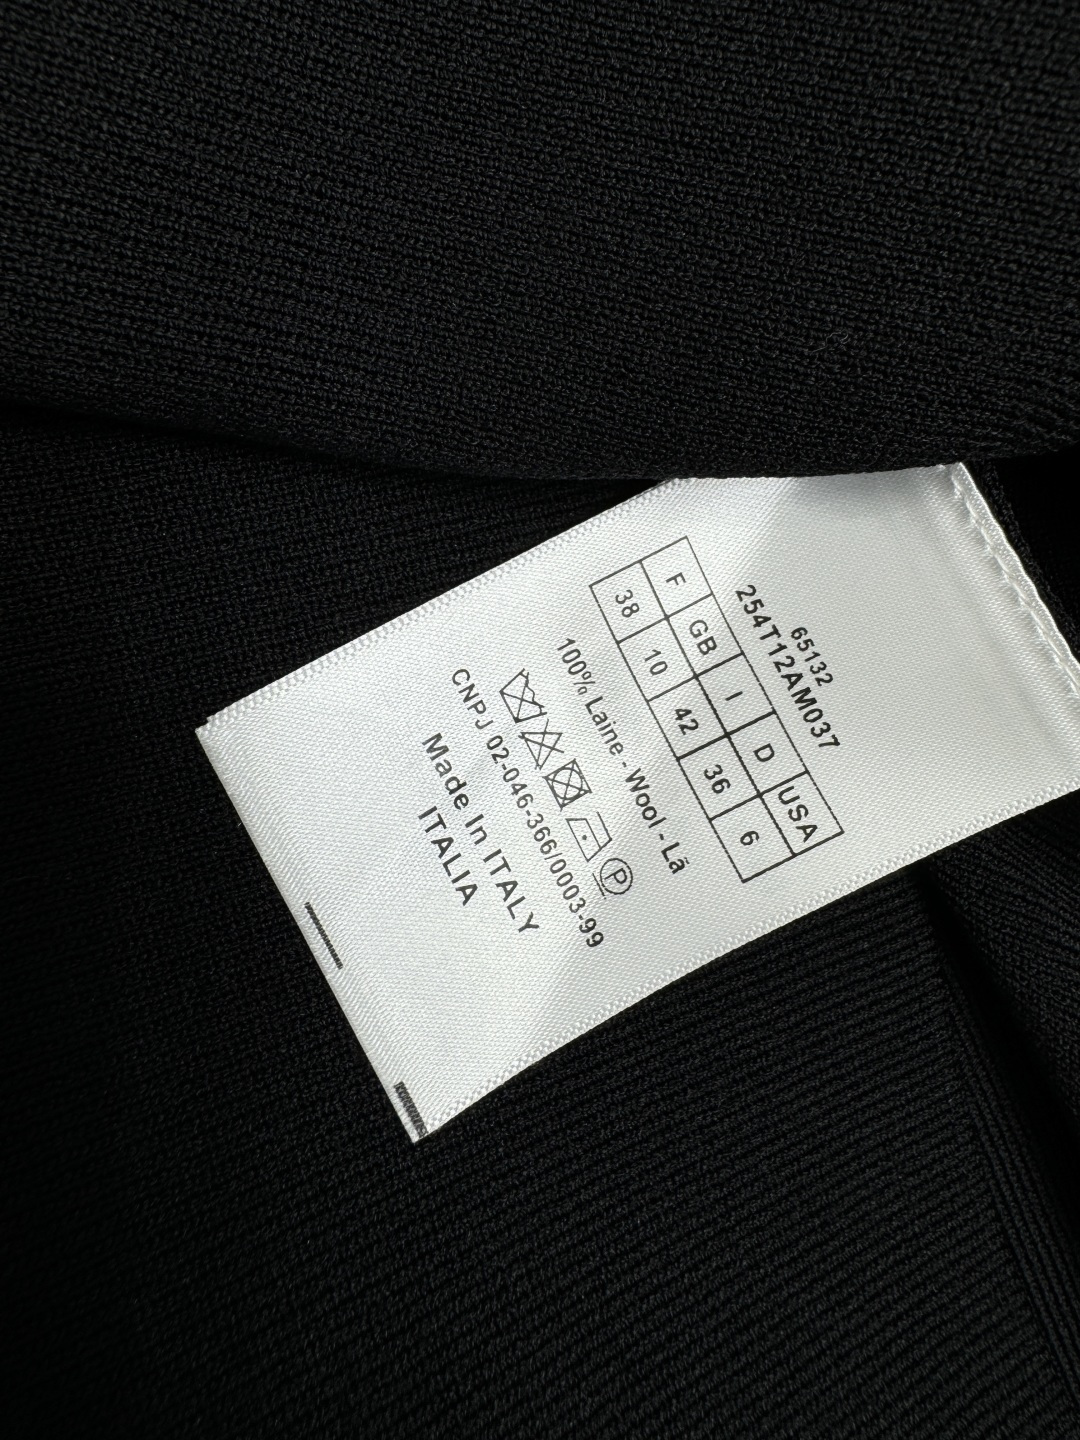 65132
254T12AM037
F GB I D USA
38 10 42 36 6
100% Laine - Wool - Lã
P
CNPJ 02-046-366/0003-99
Made In ITALY
ITALIA